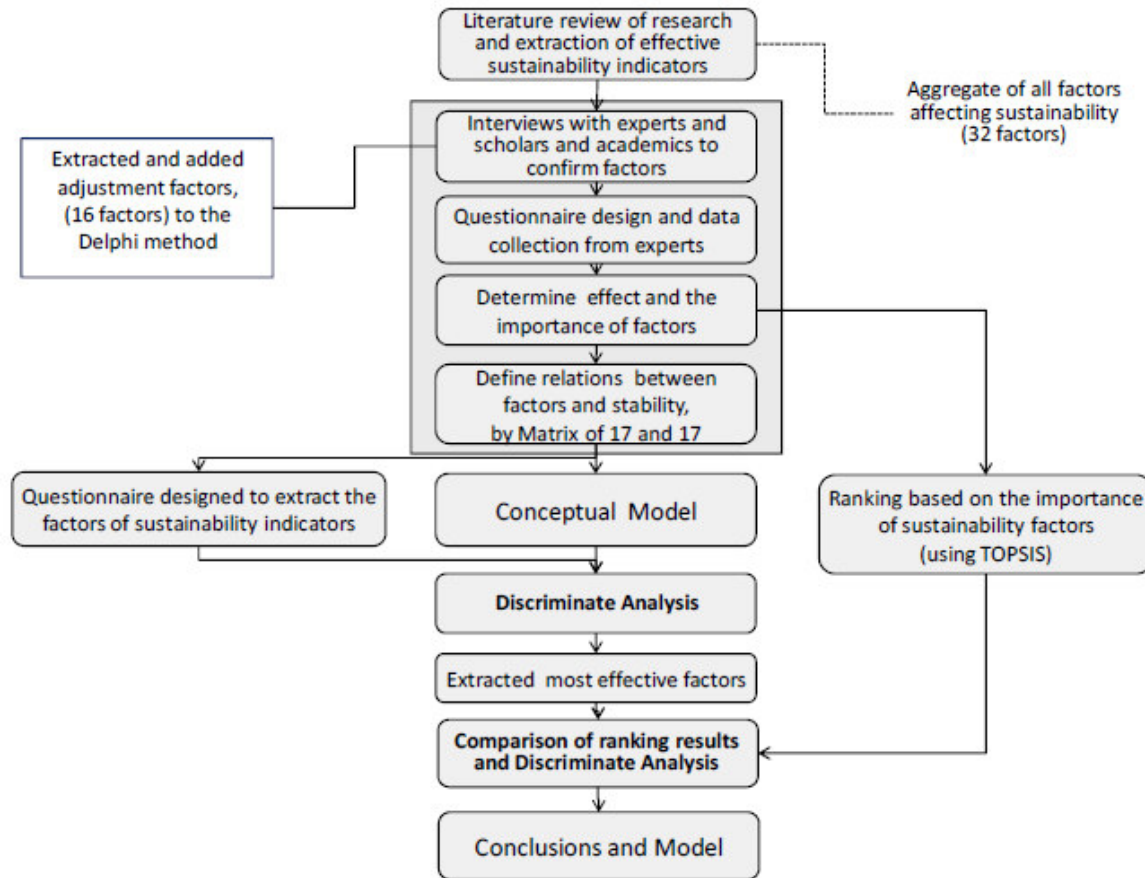 Literature review of research
and extraction of effective
sustainability indicators
Aggregate of all factors
affecting sustainability
(32 factors)
Interviews with experts and
scholars and academics to
confirm factors
Extracted and added
adjustment factors,
(16 factors) to the
Delphi method
Questionnaire design and data
collection from experts
Determine effect and the
importance of factors
Define relations between
factors and stability,
by Matrix of 17 and 17
Questionnaire designed to extract the
factors of sustainability indicators
Conceptual Model
Ranking based on the importance
of sustainability factors
(using TOPSIS)
Discriminate Analysis
Extracted most effective factors
Comparison of ranking results
and Discriminate Analysis
Conclusions and Model